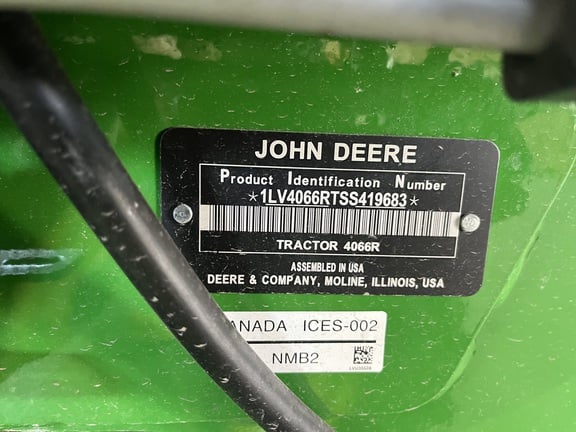 JOHN DEERE
Product Identification Number
*1LV4066RTSS419683*
TRACTOR 4066R
ASSEMBLED IN USA
DEERE & COMPANY, MOLINE, ILLINOIS, USA
ANADA ICES-002
NMB2